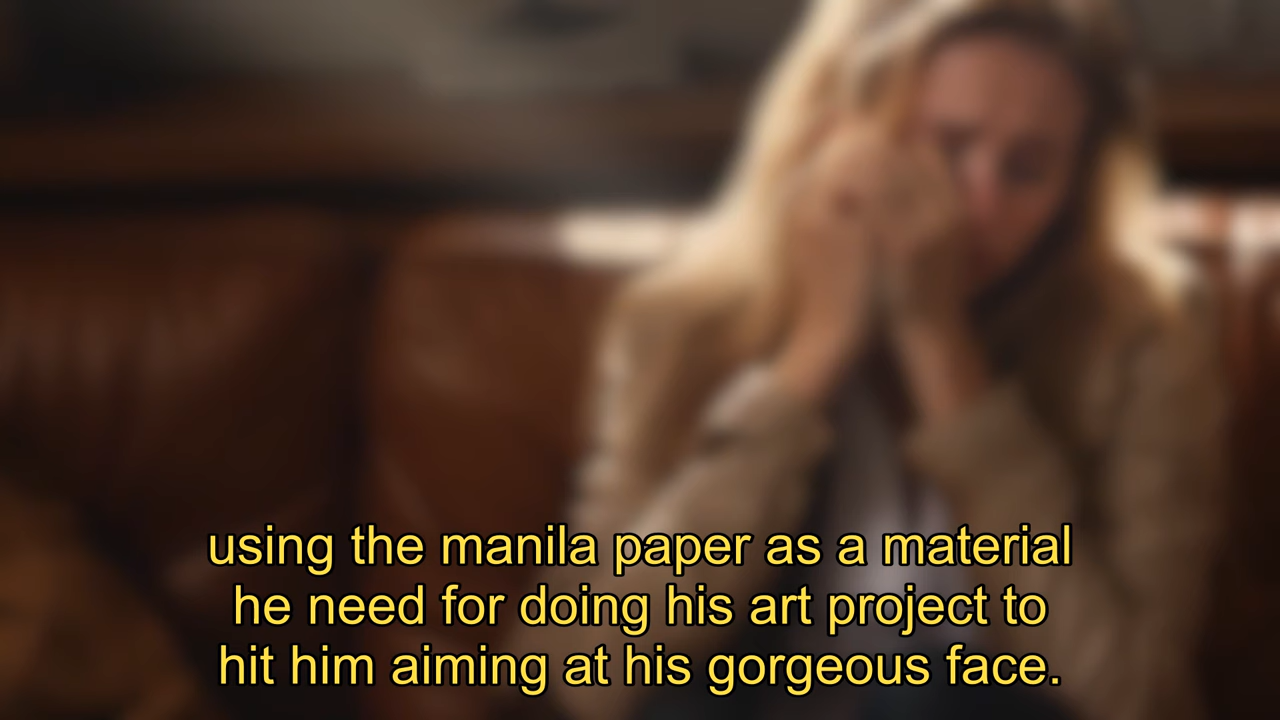 using the manila paper as a material
he need for doing his art project to
hit him aiming at his gorgeous face.